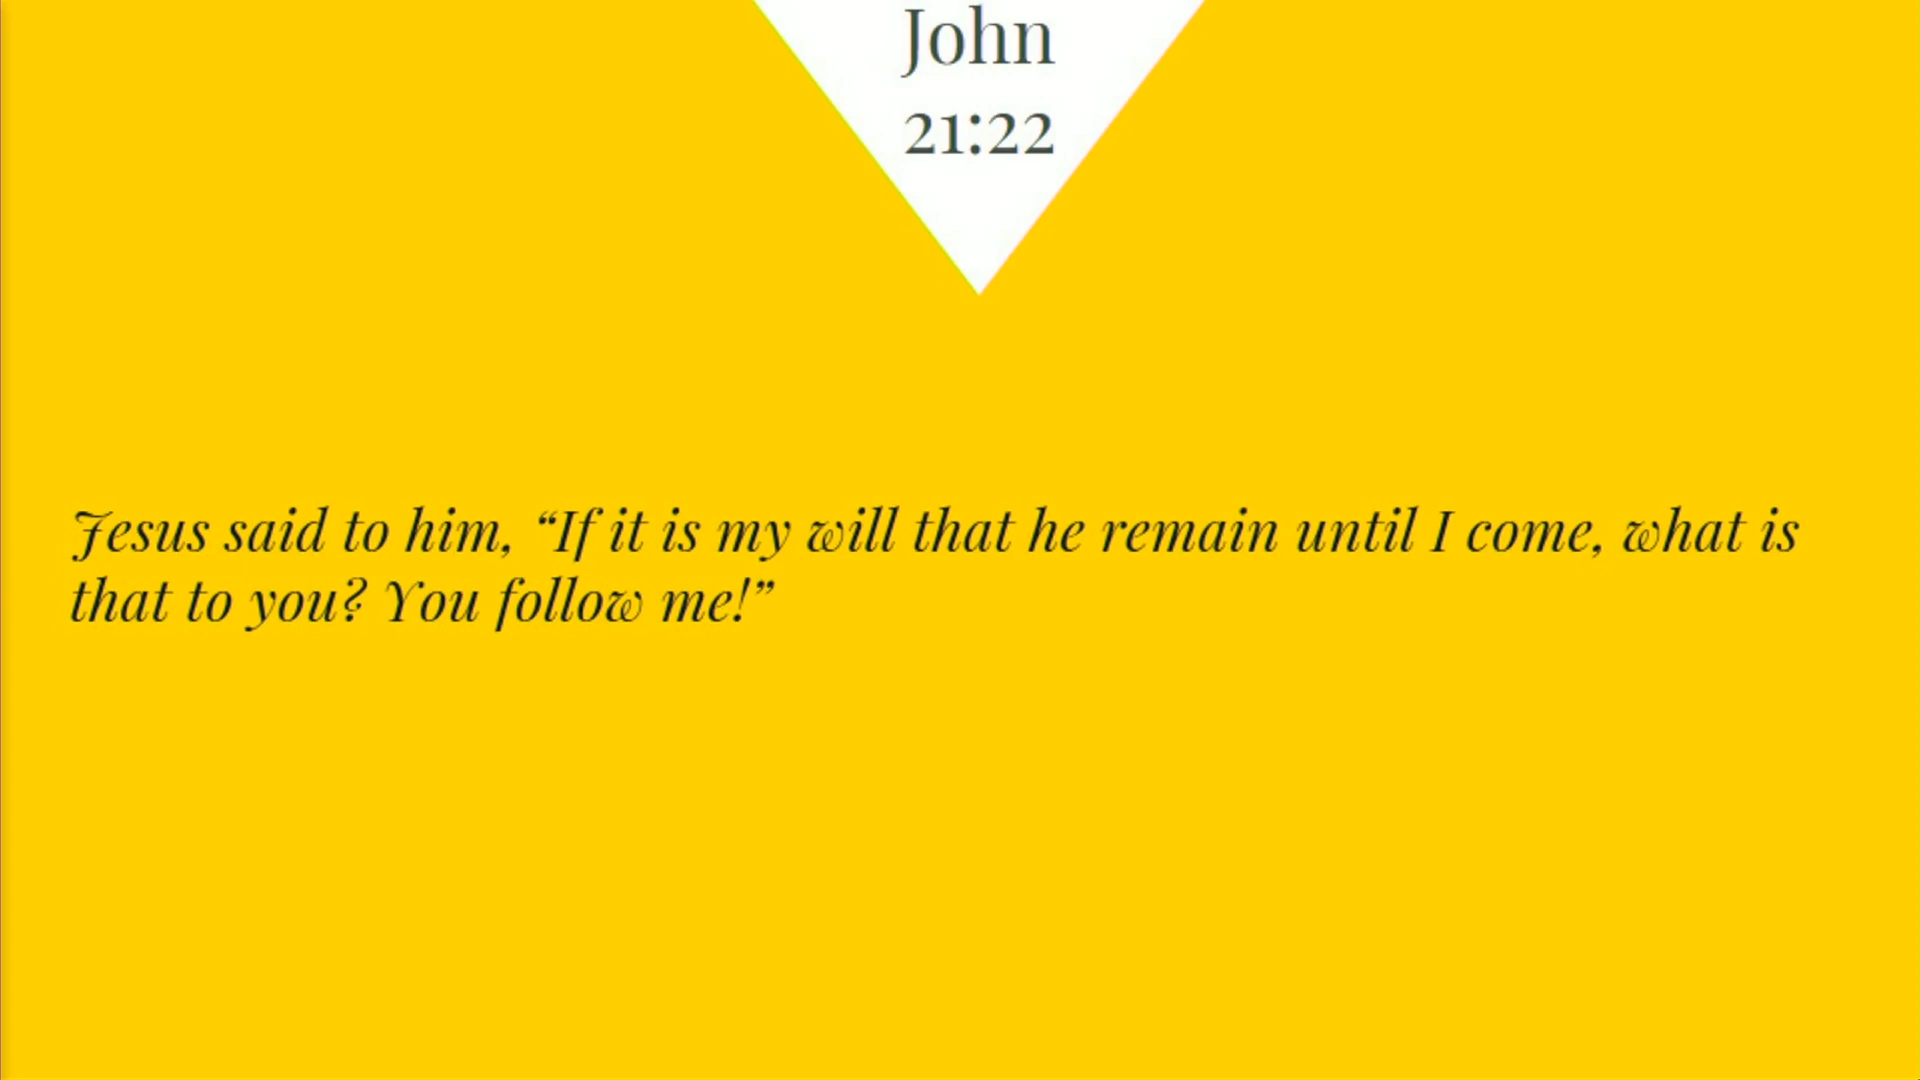 John
21:22
Jesus said to him, “If it is my will that he remain until I come, what is
that to you? You follow me!”